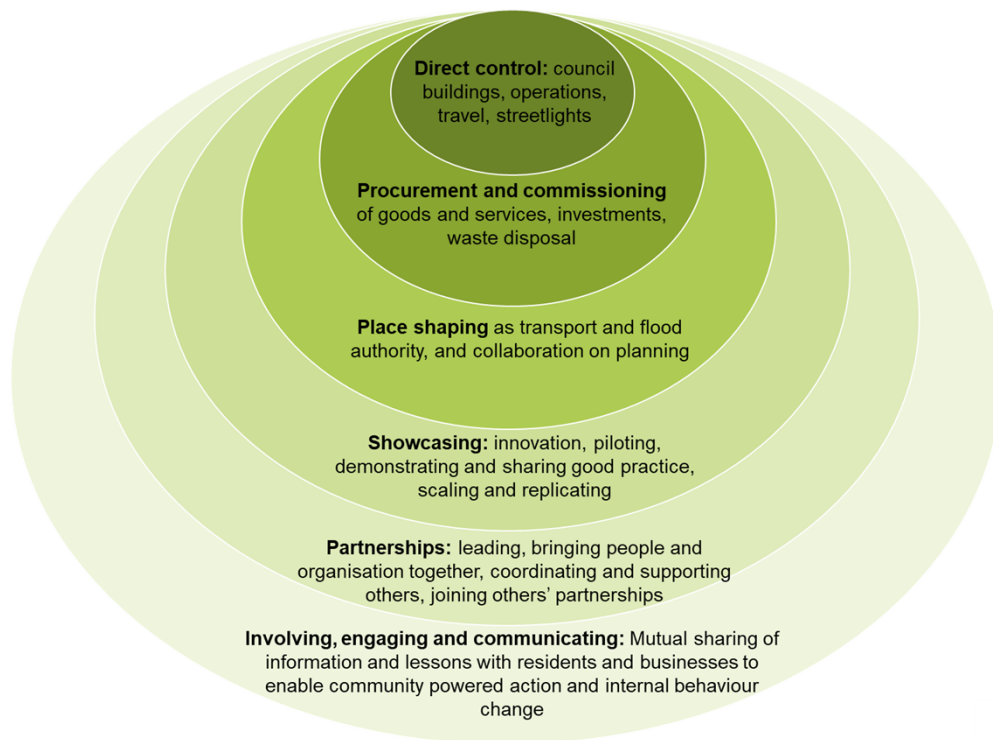 Direct control: council
buildings, operations,
travel, streetlights
Procurement and commissioning
of goods and services, investments,
waste disposal
Place shaping as transport and flood
authority, and collaboration on planning
Showcasing: innovation, piloting,
demonstrating and sharing good practice,
scaling and replicating
Partnerships: leading, bringing people and
organisation together, coordinating and supporting
others, joining others’ partnerships
Involving, engaging and communicating: Mutual sharing of
information and lessons with residents and businesses to
enable community powered action and internal behaviour
change